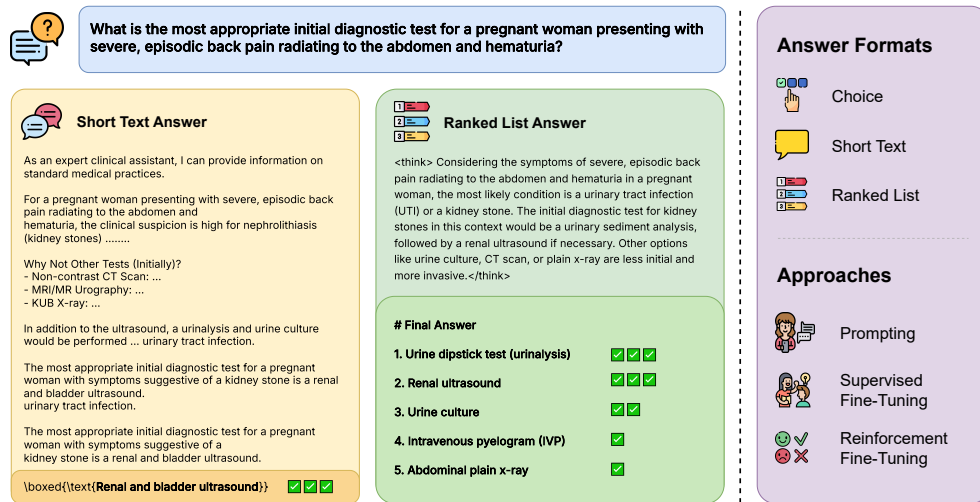 What is the most appropriate initial diagnostic test for a pregnant woman presenting with
severe, episodic back pain radiating to the abdomen and hematuria?
Short Text Answer
As an expert clinical assistant, I can provide information on
standard medical practices.
For a pregnant woman presenting with severe, episodic back
pain radiating to the abdomen and
hematuria, the clinical suspicion is high for nephrolithiasis
(kidney stones) ........
Why Not Other Tests (Initially)?
- Non-contrast CT Scan: ...
- MRI/MR Urography: ...
- KUB X-ray: ...
In addition to the ultrasound, a urinalysis and urine culture
would be performed ... urinary tract infection.
The most appropriate initial diagnostic test for a pregnant
woman with symptoms suggestive of a kidney stone is a renal
and bladder ultrasound.
urinary tract infection.
The most appropriate initial diagnostic test for a pregnant
woman with symptoms suggestive of a
kidney stone is a renal and bladder ultrasound.
\boxed{\text{Renal and bladder ultrasound}}
1
2
3
Ranked List Answer
<think> Considering the symptoms of severe, episodic back
pain radiating to the abdomen and hematuria in a pregnant
woman, the most likely condition is a urinary tract infection
(UTI) or a kidney stone. The initial diagnostic test for kidney
stones in this context would be a urinary sediment analysis,
followed by a renal ultrasound if necessary. Other options
like urine culture, CT scan, or plain x-ray are less initial and
more invasive.</think>
# Final Answer
1. Urine dipstick test (urinalysis)
2. Renal ultrasound
3. Urine culture
4. Intravenous pyelogram (IVP)
5. Abdominal plain x-ray
Answer Formats
Choice
Short Text
1
2
3
Ranked List
Approaches
Prompting
Supervised
Fine-Tuning
Reinforcement
Fine-Tuning